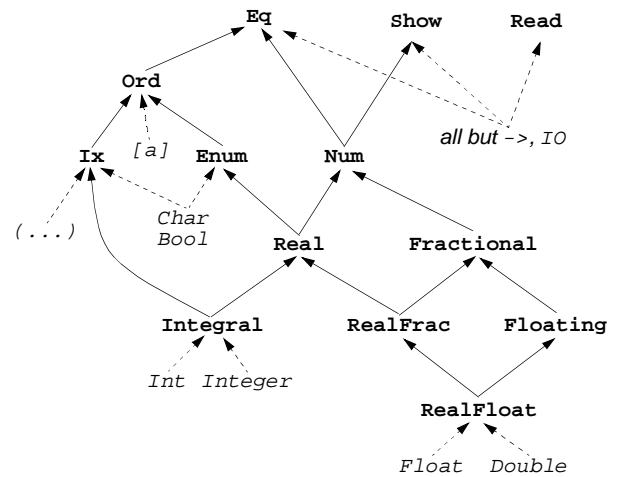 Eq Show Read
Ord
all but ->, IO
Ix [a] Enum Num
Char
(...) Bool Real Fractional
Integral RealFrac Floating
Int Integer
RealFloat
Float Double